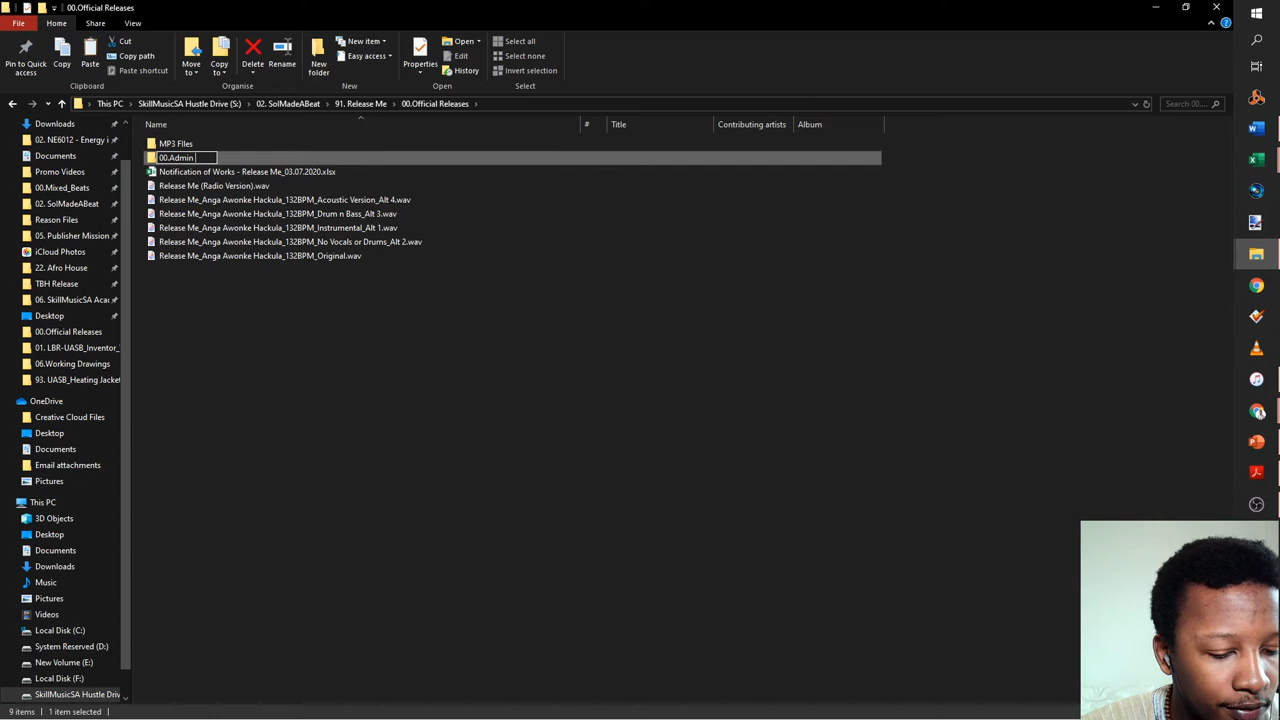 00.Official Releases
File Home Share View
Pin to Quick access
Copy
Paste
Cut
Copy path
Paste shortcut
Clipboard
Move to
Copy to
Delete
Rename
Organise
New folder
New item
Easy access
New
Properties
Open
Edit
History
Open
Select all
Select none
Invert selection
Select
This PC SkillMusicSA Hustle Drive (S:) 02. SolMadeABeat 91. Release Me 00.Official Releases
Search 00....
Name # Title Contributing artists Album
MP3 FIles
00.Admin
Notification of Works - Release Me_03.07.2020.xlsx
Release Me (Radio Version).wav
Release Me_Anga Awonke Hackula_132BPM_Acoustic Version_Alt 4.wav
Release Me_Anga Awonke Hackula_132BPM_Drum n Bass_Alt 3.wav
Release Me_Anga Awonke Hackula_132BPM_Instrumental_Alt 1.wav
Release Me_Anga Awonke Hackula_132BPM_No Vocals or Drums_Alt 2.wav
Release Me_Anga Awonke Hackula_132BPM_Original.wav
Downloads
02. NE6012 - Energy i
Documents
Promo Videos
00.Mixed_Beats
02. SolMadeABeat
Reason Files
05. Publisher Mission
iCloud Photos
22. Afro House
TBH Release
06. SkillMusicSA Aca
Desktop
00.Official Releases
01. LBR-UASB_Inventor_
06.Working Drawings
93. UASB_Heating Jacket
OneDrive
Creative Cloud Files
Desktop
Documents
Email attachments
Pictures
This PC
3D Objects
Desktop
Documents
Downloads
Music
Pictures
Videos
Local Disk (C:)
System Reserved (D:)
New Volume (E:)
Local Disk (F:)
SkillMusicSA Hustle Driv
9 items 1 item selected